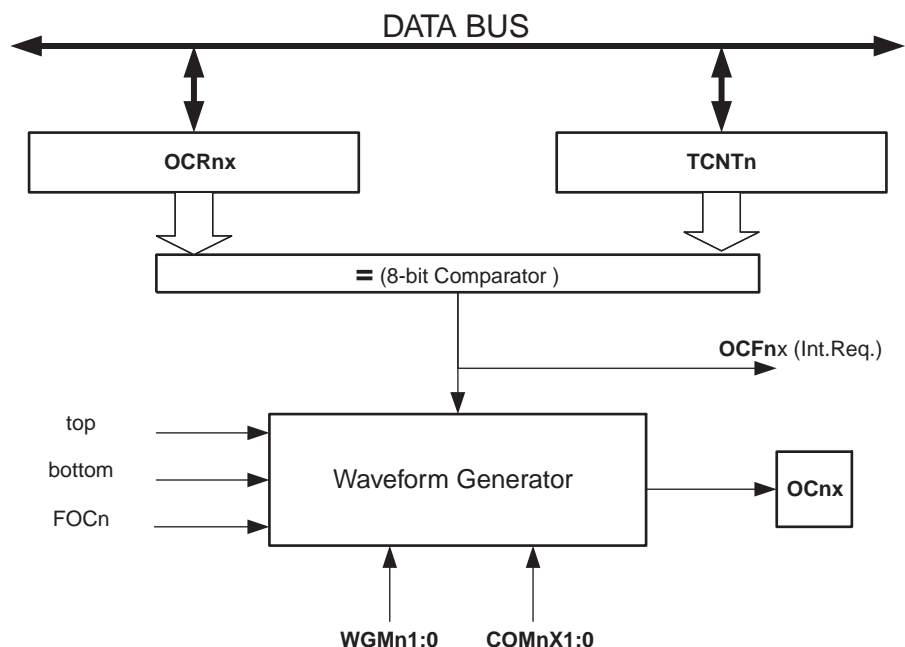 DATA BUS
OCRnx
TCNTn
= (8-bit Comparator )
OCFnx (Int.Req.)
top
bottom
FOCn
Waveform Generator
OCnx
WGMn1:0
COMnX1:0